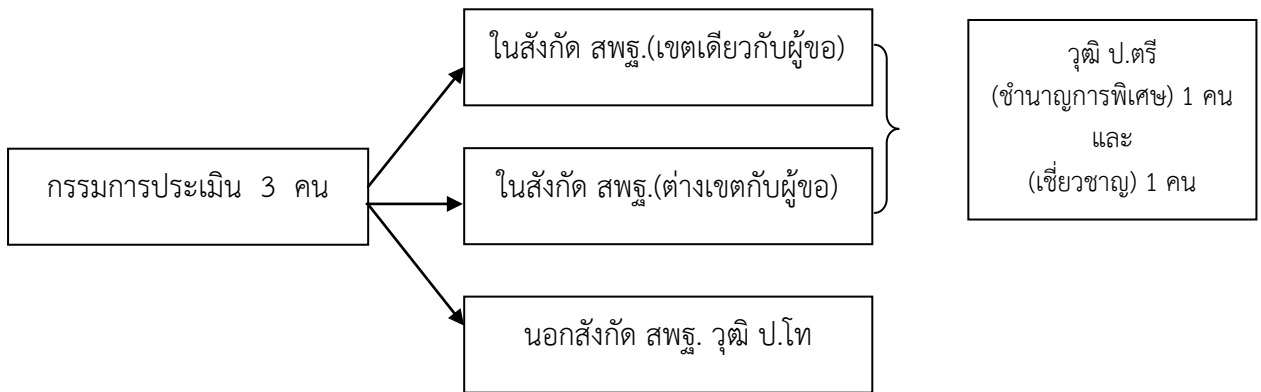 กรรมการประเมิน 3 คน
ในสังกัด สพฐ.(เขตเดียวกับผู้ขอ)
ในสังกัด สพฐ.(ต่างเขตกับผู้ขอ)
นอกสังกัด สพฐ. วุฒิ ป.โท
วุฒิ ป.ตรี
(ชำนาญการพิเศษ) 1 คน
และ
(เชี่ยวชาญ) 1 คน